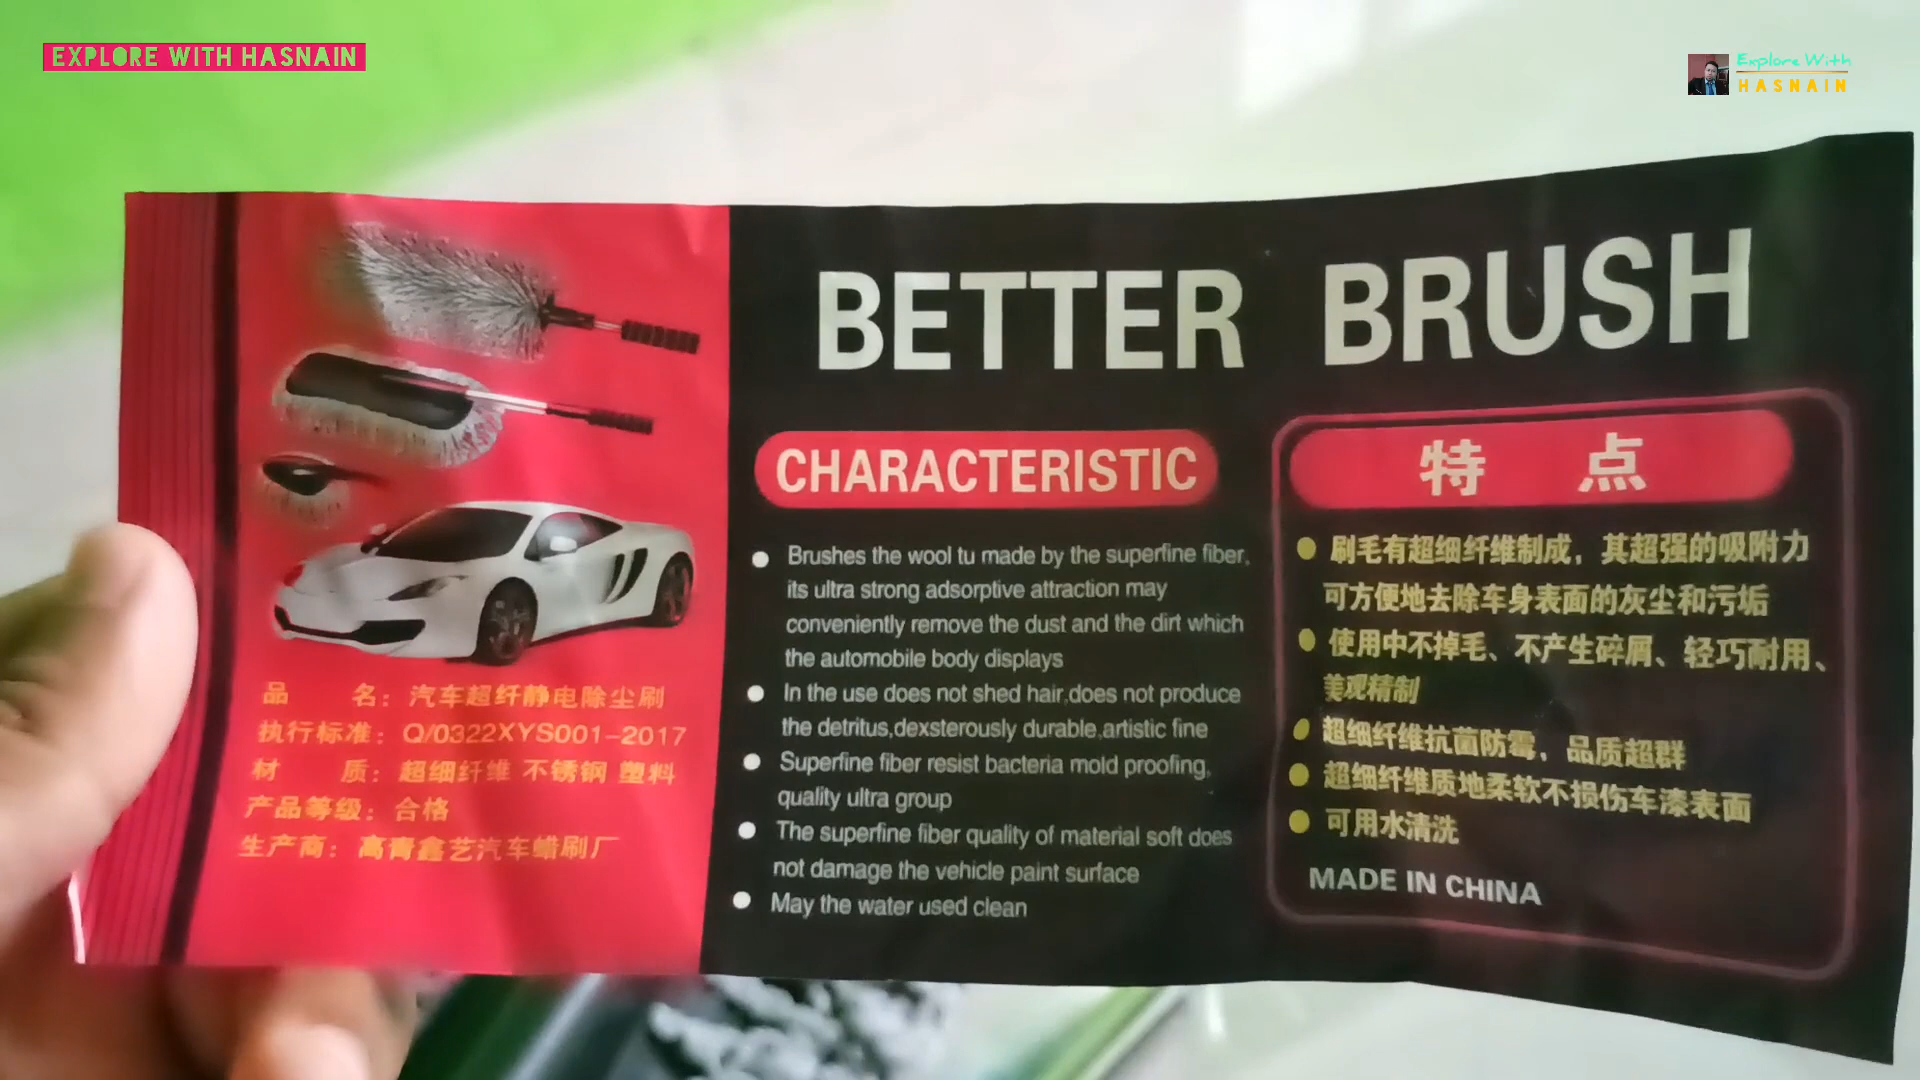 EXPLORE WITH HASNAIN
Explore With
HASNAIN
BETTER BRUSH
品 名：汽车超纤静电除尘刷
执行标准：Q/0322XYS001-2017
材 质：超细纤维 不锈钢 塑料
产品等级：合格
生产商：高青鑫艺汽车蜡刷厂
CHARACTERISTIC
Brushes the wool tu made by the superfine fiber,
its ultra strong adsorptive attraction may
conveniently remove the dust and the dirt which
the automobile body displays
In the use does not shed hair,does not produce
the detritus,dexsterously durable,artistic fine
Superfine fiber resist bacteria mold proofing,
quality ultra group
The superfine fiber quality of material soft does
not damage the vehicle paint surface
May the water used clean
特 点
刷毛有超细纤维制成，其超强的吸附力
可方便地去除车身表面的灰尘和污垢
使用中不掉毛、不产生碎屑、轻巧耐用、
美观精制
超细纤维抗菌防霉，品质超群
超细纤维质地柔软不损伤车漆表面
可用水清洗
MADE IN CHINA